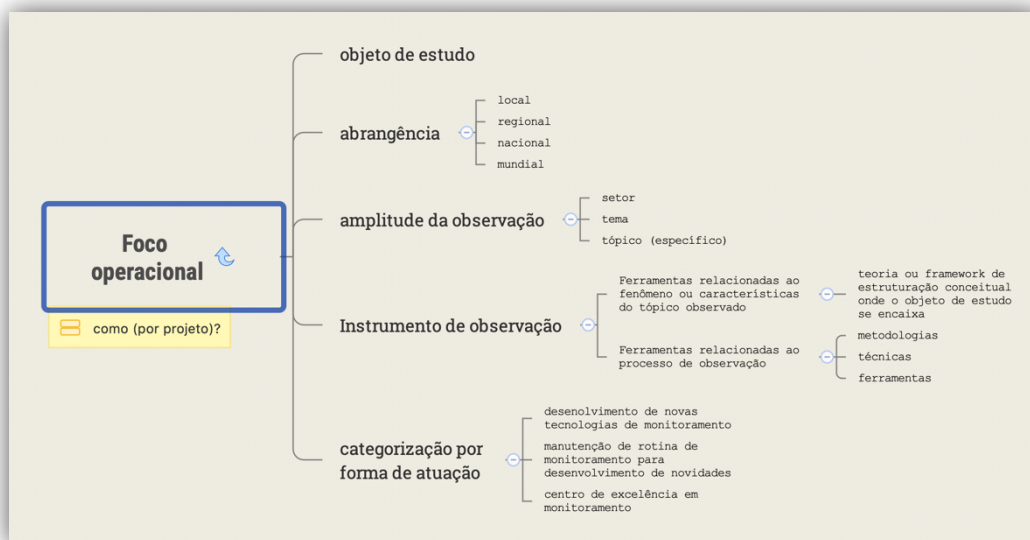 Foco
operacional
como (por projeto)?
objeto de estudo
abrangência
local
regional
nacional
mundial
amplitude da observação
setor
tema
tópico (específico)
Instrumento de observação
Ferramentas relacionadas ao
fenômeno ou características
do tópico observado
teoria ou framework de
estruturação conceitual
onde o objeto de estudo
se encaixa
Ferramentas relacionadas ao
processo de observação
metodologias
técnicas
ferramentas
categorização por
forma de atuação
desenolvimento de novas
tecnologias de monitoramento
manutenção de rotina de
monitoramento para
desenvolvimento de novidades
centro de excelência em
monitoramento